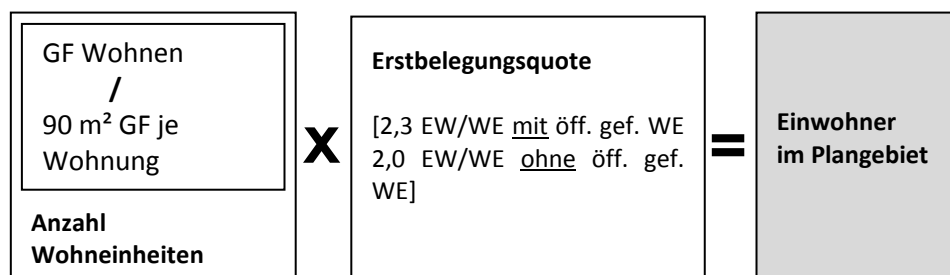 GF Wohnen
/
90 m² GF je
Wohnung
Anzahl
Wohneinheiten
x
Erstbelegungsquote
[2,3 EW/WE mit öff. gef. WE
2,0 EW/WE ohne öff. gef.
WE]
=
Einwohner
im Plangebiet